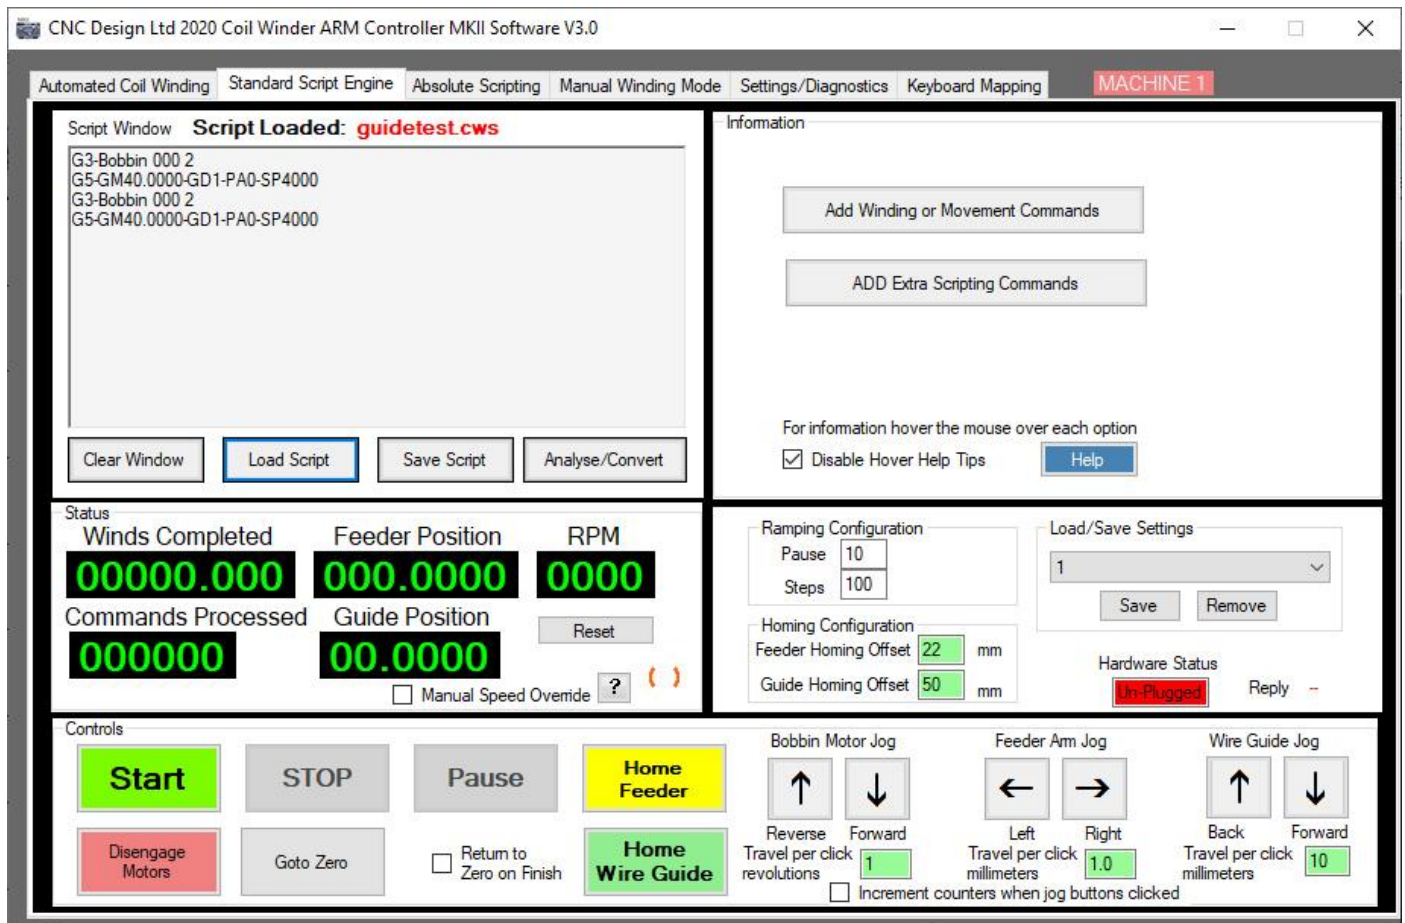 CNC Design Ltd 2020 Coil Winder ARM Controller MKII Software V3.0
Automated Coil Winding Standard Script Engine Absolute Scripting Manual Winding Mode Settings/Diagnostics Keyboard Mapping MACHINE 1
Script Window Script Loaded: guidetest.cws
G3-Bobbin 000 2
G5-GM40.0000-GD1-PA0-SP4000
G3-Bobbin 000 2
G5-GM40.0000-GD1-PA0-SP4000
Clear Window Load Script Save Script Analyse/Convert
Information
Add Winding or Movement Commands
ADD Extra Scripting Commands
For information hover the mouse over each option
Disable Hover Help Tips Help
Status
Winds Completed Feeder Position RPM
00000.000 000.0000 0000
Commands Processed Guide Position
000000 00.0000 Reset
Manual Speed Override ? ( )
Ramping Configuration
Pause 10
Steps 100
Homing Configuration
Feeder Homing Offset 22 mm
Guide Homing Offset 50 mm
Load/Save Settings
1
Save Remove
Hardware Status
Un-Plugged Reply --
Controls
Start STOP Pause Home
Feeder
Disengage
Motors
Goto Zero
Return to
Zero on Finish
Home
Wire Guide
Bobbin Motor Jog
Reverse Forward
Travel per click
revolutions 1
Feeder Arm Jog
Left Right
Travel per click
millimeters 1.0
Wire Guide Jog
Back Forward
Travel per click
millimeters 10
Increment counters when jog buttons clicked